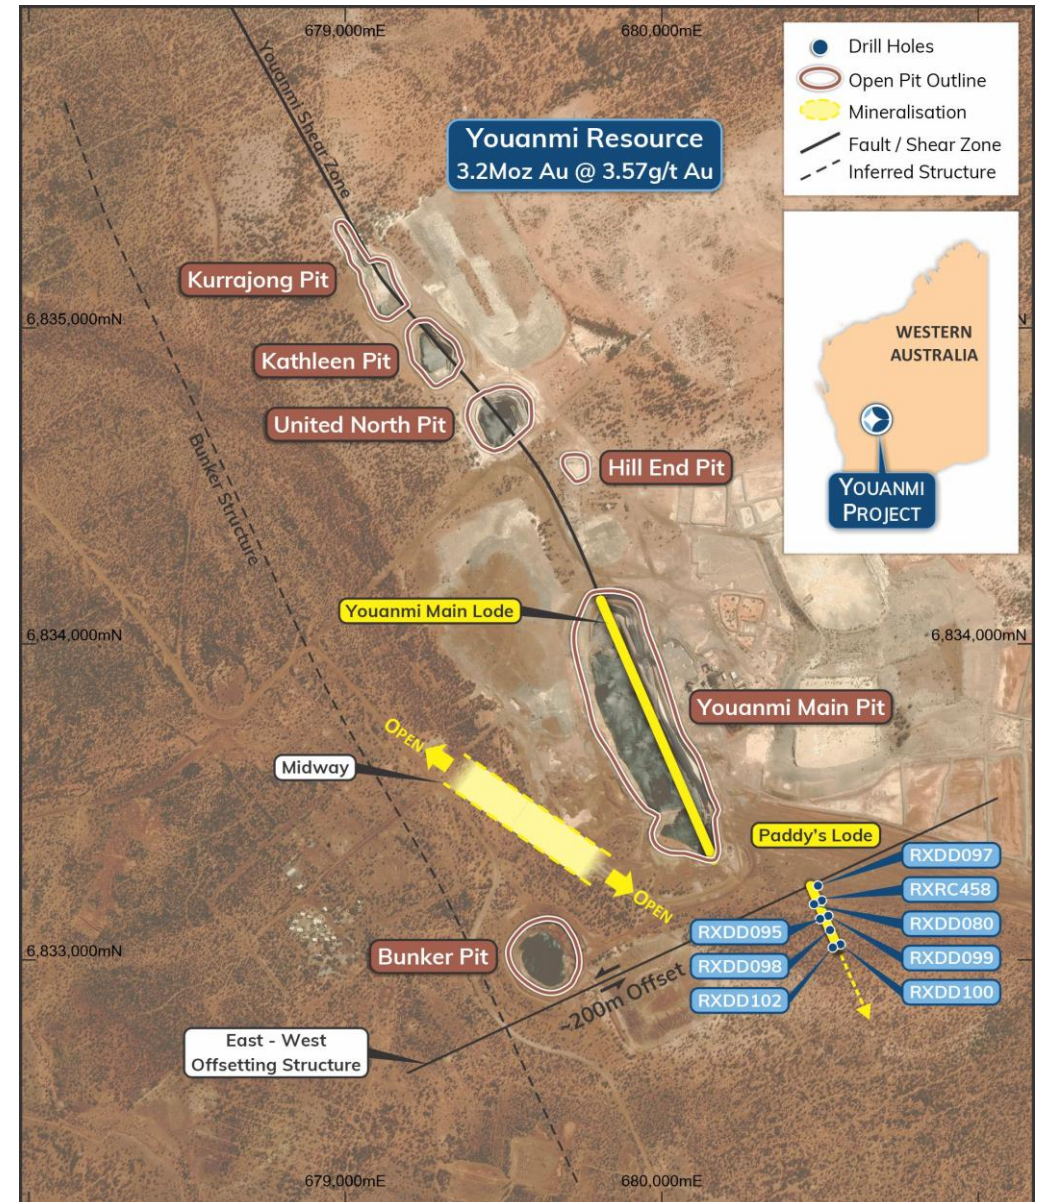 679,000mE
680,000mE
Drill Holes
Open Pit Outline
Mineralisation
Fault / Shear Zone
Inferred Structure
Youanmi Shear Zone
Youanmi Resource
3.2Moz Au @ 3.57g/t Au
Kurrajong Pit
6,835,000mN
N
WESTERN
AUSTRALIA
Kathleen Pit
United North Pit
Hill End Pit
YOUANMI
PROJECT
Bunker Structure
Youanmi Main Lode
6,834,000mN
6,834,000mN
Youanmi Main Pit
OPEN
Midway
Paddy's Lode
RXDD097
RXRC458
OPEN
RXDD080
RXDD095
RXDD099
RXDD098
RXDD100
RXDD102
Bunker Pit
6,833,000mN
~200m Offset
East - West
Offsetting Structure
679,000mE
680,000mE